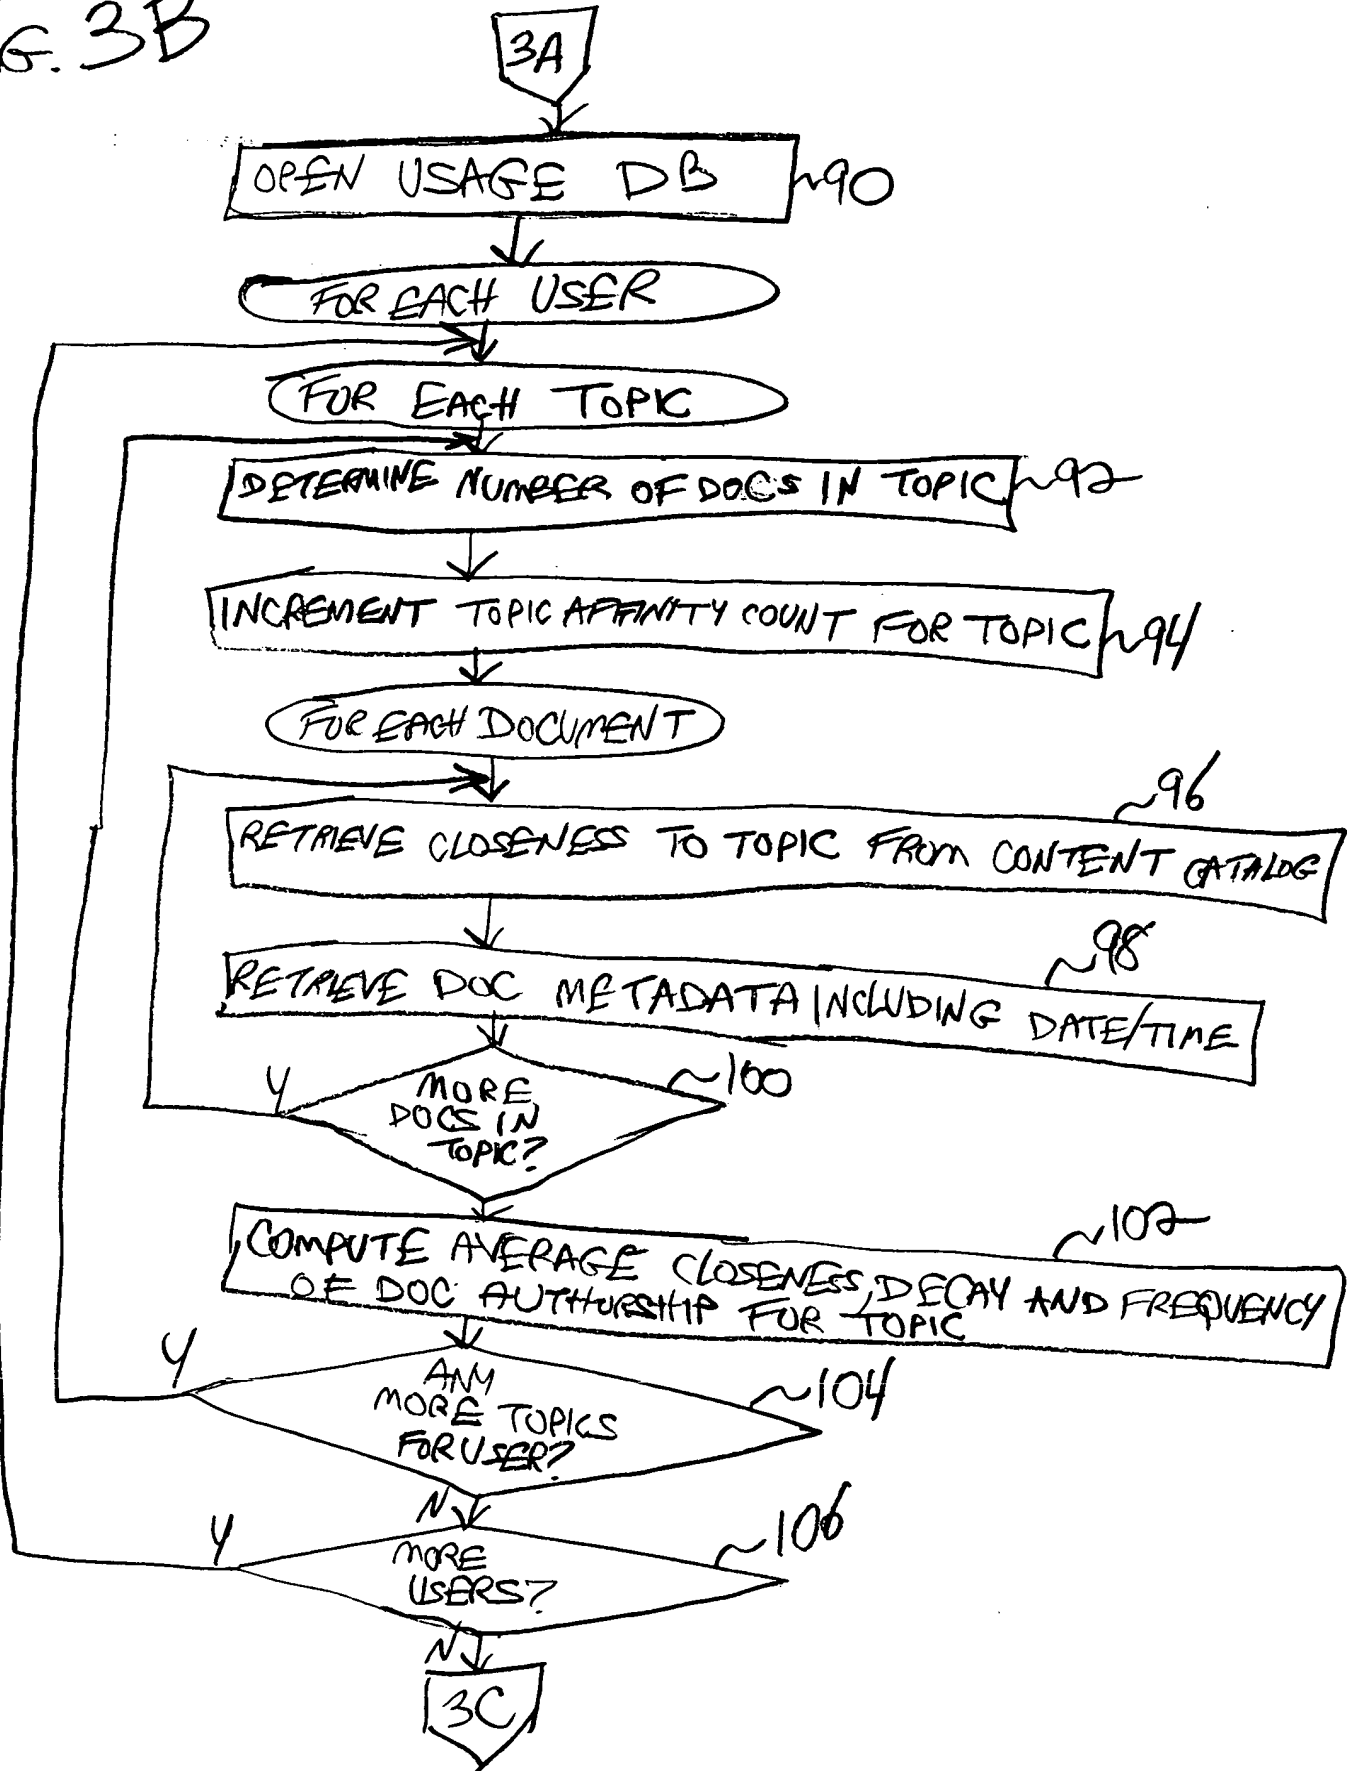 G. 3B
3A
OPEN USAGE DB
90
FOR EACH USER
FOR EACH TOPIC
DETERMINE NUMBER OF DOCS IN TOPIC
92
INCREMENT TOPIC AFFINITY COUNT FOR TOPIC
94
FOR EACH DOCUMENT
96
RETRIEVE CLOSENESS TO TOPIC FROM CONTENT CATALOG
98
RETRIEVE DOC METADATA INCLUDING DATE/TIME
100
Y
MORE
DOCS IN
TOPIC?
102
COMPUTE AVERAGE CLOSENESS, DECAY AND FREQUENCY
OF DOC AUTHORSHIP FOR TOPIC
Y
ANY
MORE TOPICS
FOR USER?
104
N
Y
MORE
USERS?
106
N
3C